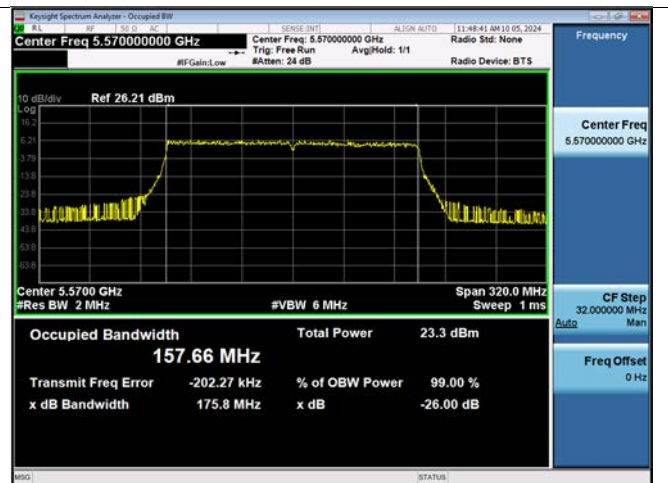 Keysight Spectrum Analyzer - Occupied BW
RL RF 50 Ω AC SENSE:INT ALIGN AUTO 11:48:41 AM 10 05, 2024
Center Freq 5.570000000 GHz
Center Freq: 5.570000000 GHz
Radio Std: None
Trig: Free Run Avg|Hold: 1/1
#IFGain:Low #Atten: 24 dB Radio Device: BTS
Frequency
10 dB/div Ref 26.21 dBm
Log
16.2
6.21
-3.79
-13.8
-23.8
-33.8
-43.8
-53.8
-63.8
Center 5.5700 GHz Span 320.0 MHz
#Res BW 2 MHz #VBW 6 MHz Sweep 1 ms
Occupied Bandwidth Total Power 23.3 dBm
157.66 MHz
Transmit Freq Error -202.27 kHz % of OBW Power 99.00 %
x dB Bandwidth 175.8 MHz x dB -26.00 dB
Center Freq
5.570000000 GHz
CF Step
32.000000 MHz
Auto Man
Freq Offset
0 Hz
MSG STATUS